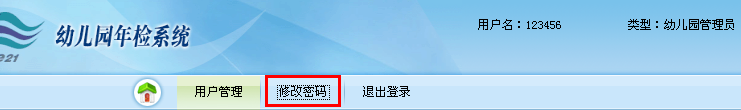 用户名：123456 类型：幼儿园管理员
幼儿园年检系统
221
用户管理 修改密码 退出登录